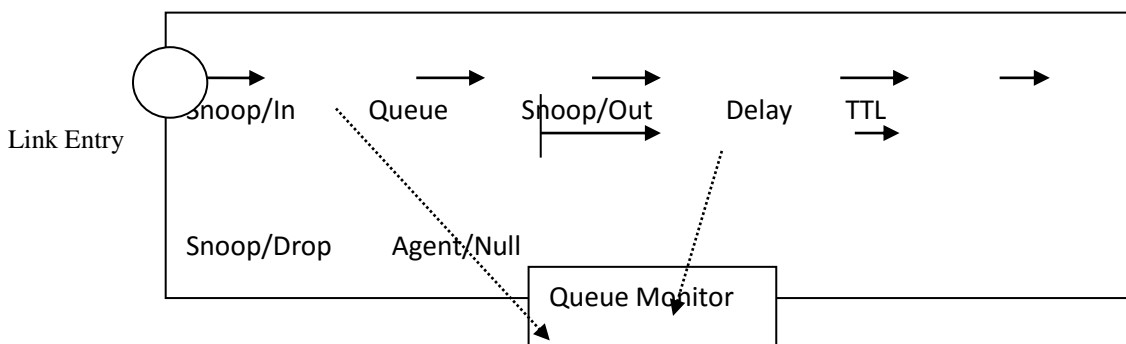 Snoop/In Queue Snoop/Out Delay TTL
Link Entry
Snoop/Drop Agent/Null
Queue Monitor